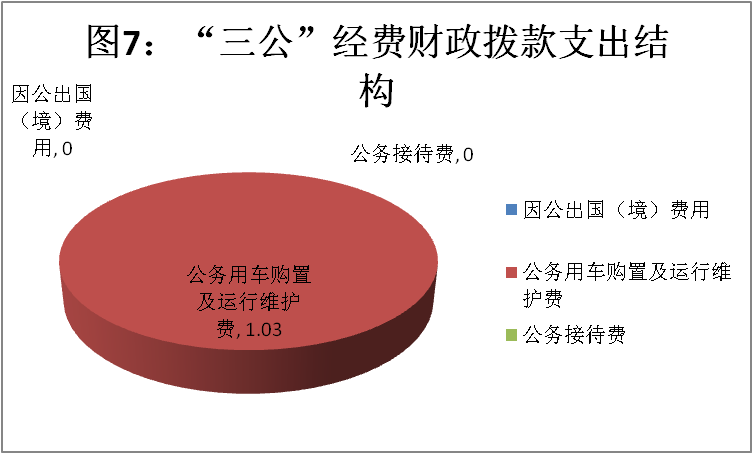 图7：“三公”经费财政拨款支出结
构
因公出国
（境）费
用, 0
公务接待费, 0
公务用车购置
及运行维护
费, 1.03
因公出国（境）费用
公务用车购置及运行维
护费
公务接待费